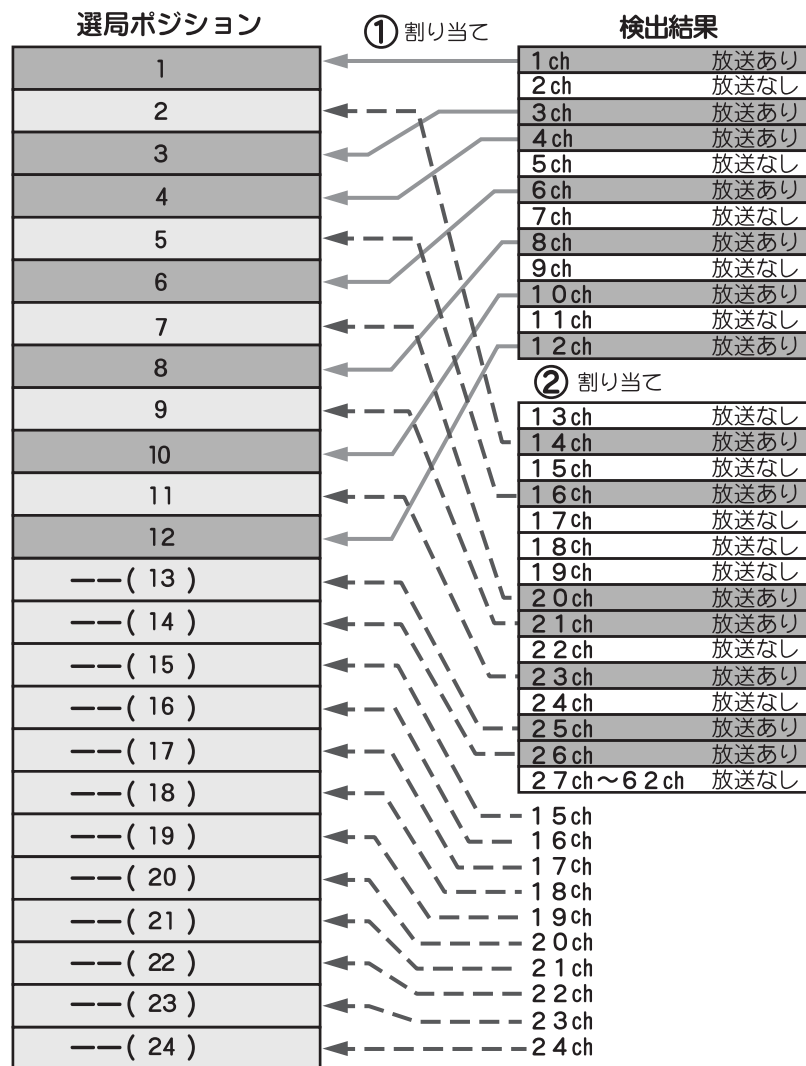 選局ポジション
1
2
3
4
5
6
7
8
9
10
11
12
——( 13 )
——( 14 )
——( 15 )
——( 16 )
——( 17 )
——( 18 )
——( 19 )
——( 20 )
——( 21 )
——( 22 )
——( 23 )
——( 24 )
① 割り当て
検出結果
1ch 放送あり
2ch 放送なし
3ch 放送あり
4ch 放送あり
5ch 放送なし
6ch 放送あり
7ch 放送なし
8ch 放送あり
9ch 放送なし
10ch 放送あり
11ch 放送なし
12ch 放送あり
② 割り当て
13ch 放送なし
14ch 放送あり
15ch 放送なし
16ch 放送あり
17ch 放送なし
18ch 放送なし
19ch 放送なし
20ch 放送あり
21ch 放送あり
22ch 放送なし
23ch 放送あり
24ch 放送なし
25ch 放送あり
26ch 放送あり
27ch～62ch 放送なし
15ch
16ch
17ch
18ch
19ch
20ch
21ch
22ch
23ch
24ch